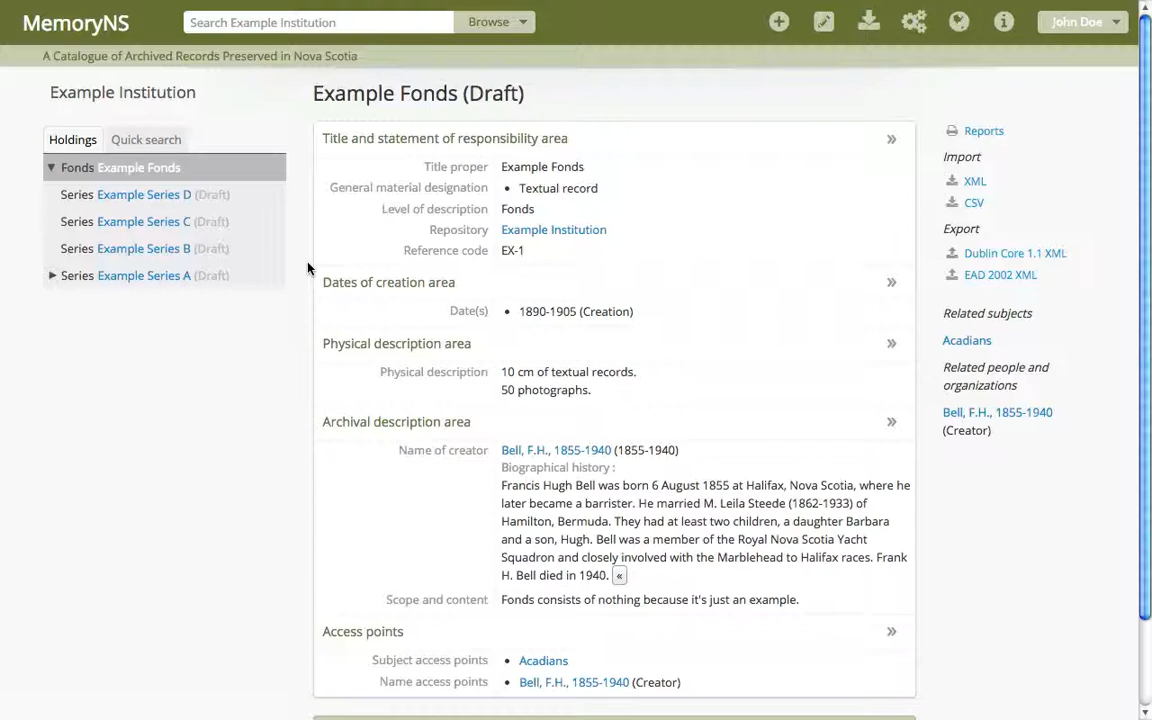 MemoryNS
Search Example Institution
Browse
John Doe
A Catalogue of Archived Records Preserved in Nova Scotia
Example Institution
Holdings
Quick search
Fonds Example Fonds
Series Example Series D (Draft)
Series Example Series C (Draft)
Series Example Series B (Draft)
Series Example Series A (Draft)
Example Fonds (Draft)
Title and statement of responsibility area »
Title proper Example Fonds
General material designation • Textual record
Level of description Fonds
Repository Example Institution
Reference code EX-1
Dates of creation area »
Date(s) • 1890-1905 (Creation)
Physical description area »
Physical description 10 cm of textual records.
50 photographs.
Archival description area »
Name of creator Bell, F.H., 1855-1940 (1855-1940)
Biographical history :
Francis Hugh Bell was born 6 August 1855 at Halifax, Nova Scotia, where he
later became a barrister. He married M. Leila Steede (1862-1933) of
Hamilton, Bermuda. They had at least two children, a daughter Barbara
and a son, Hugh. Bell was a member of the Royal Nova Scotia Yacht
Squadron and closely involved with the Marblehead to Halifax races. Frank
H. Bell died in 1940. «
Scope and content Fonds consists of nothing because it's just an example.
Access points »
Subject access points • Acadians
Name access points • Bell, F.H., 1855-1940 (Creator)
Reports
Import
XML
CSV
Export
Dublin Core 1.1 XML
EAD 2002 XML
Related subjects
Acadians
Related people and
organizations
Bell, F.H., 1855-1940
(Creator)